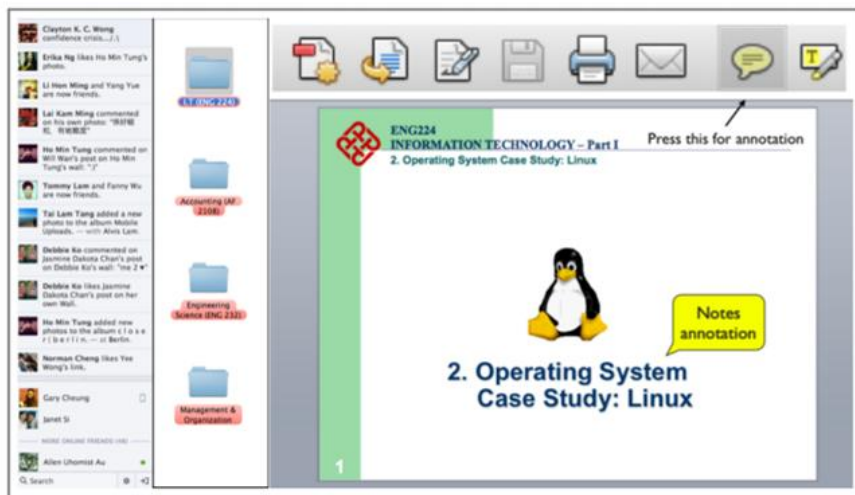 Clayton K. C. Wong
confidence crisis.../.\
Erika Ng likes Ho Min Tung's
photo.
Li Hon Ming and Yang Yue
are now friends.
Lai Kam Ming commented
on his own photo:
Ho Min Tung commented on
Will Wan's post on Ho Min
Tung's wall: ":)"
Tommy Lam and Fanny Wu
are now friends.
Tai Lam Tang added a new
photo to the album Mobile
Uploads. — with Alvis Lam.
Debbie Ko commented on
Jasmine Dakota Chan's post
on Debbie Ko's wall: "me 2 ♥"
Debbie Ko likes Jasmine
Dakota Chan's post on her
own Wall.
Ho Min Tung added new
photos to the album c l o s e
r ( b e r l i n. — at Berlin.
Norman Cheng likes Yee
Wong's link.
Gary Cheung
Janet Si
MORE ONLINE FRIENDS
Allen Uhomist Au
Search
LT (ENG 224)
Accounting (AF
2108)
Engineering
Science (ENG 232)
Management &
Organization
T
Press this for annotation
ENG224
INFORMATION TECHNOLOGY – Part I
2. Operating System Case Study: Linux
Notes
annotation
2. Operating System
Case Study: Linux
1